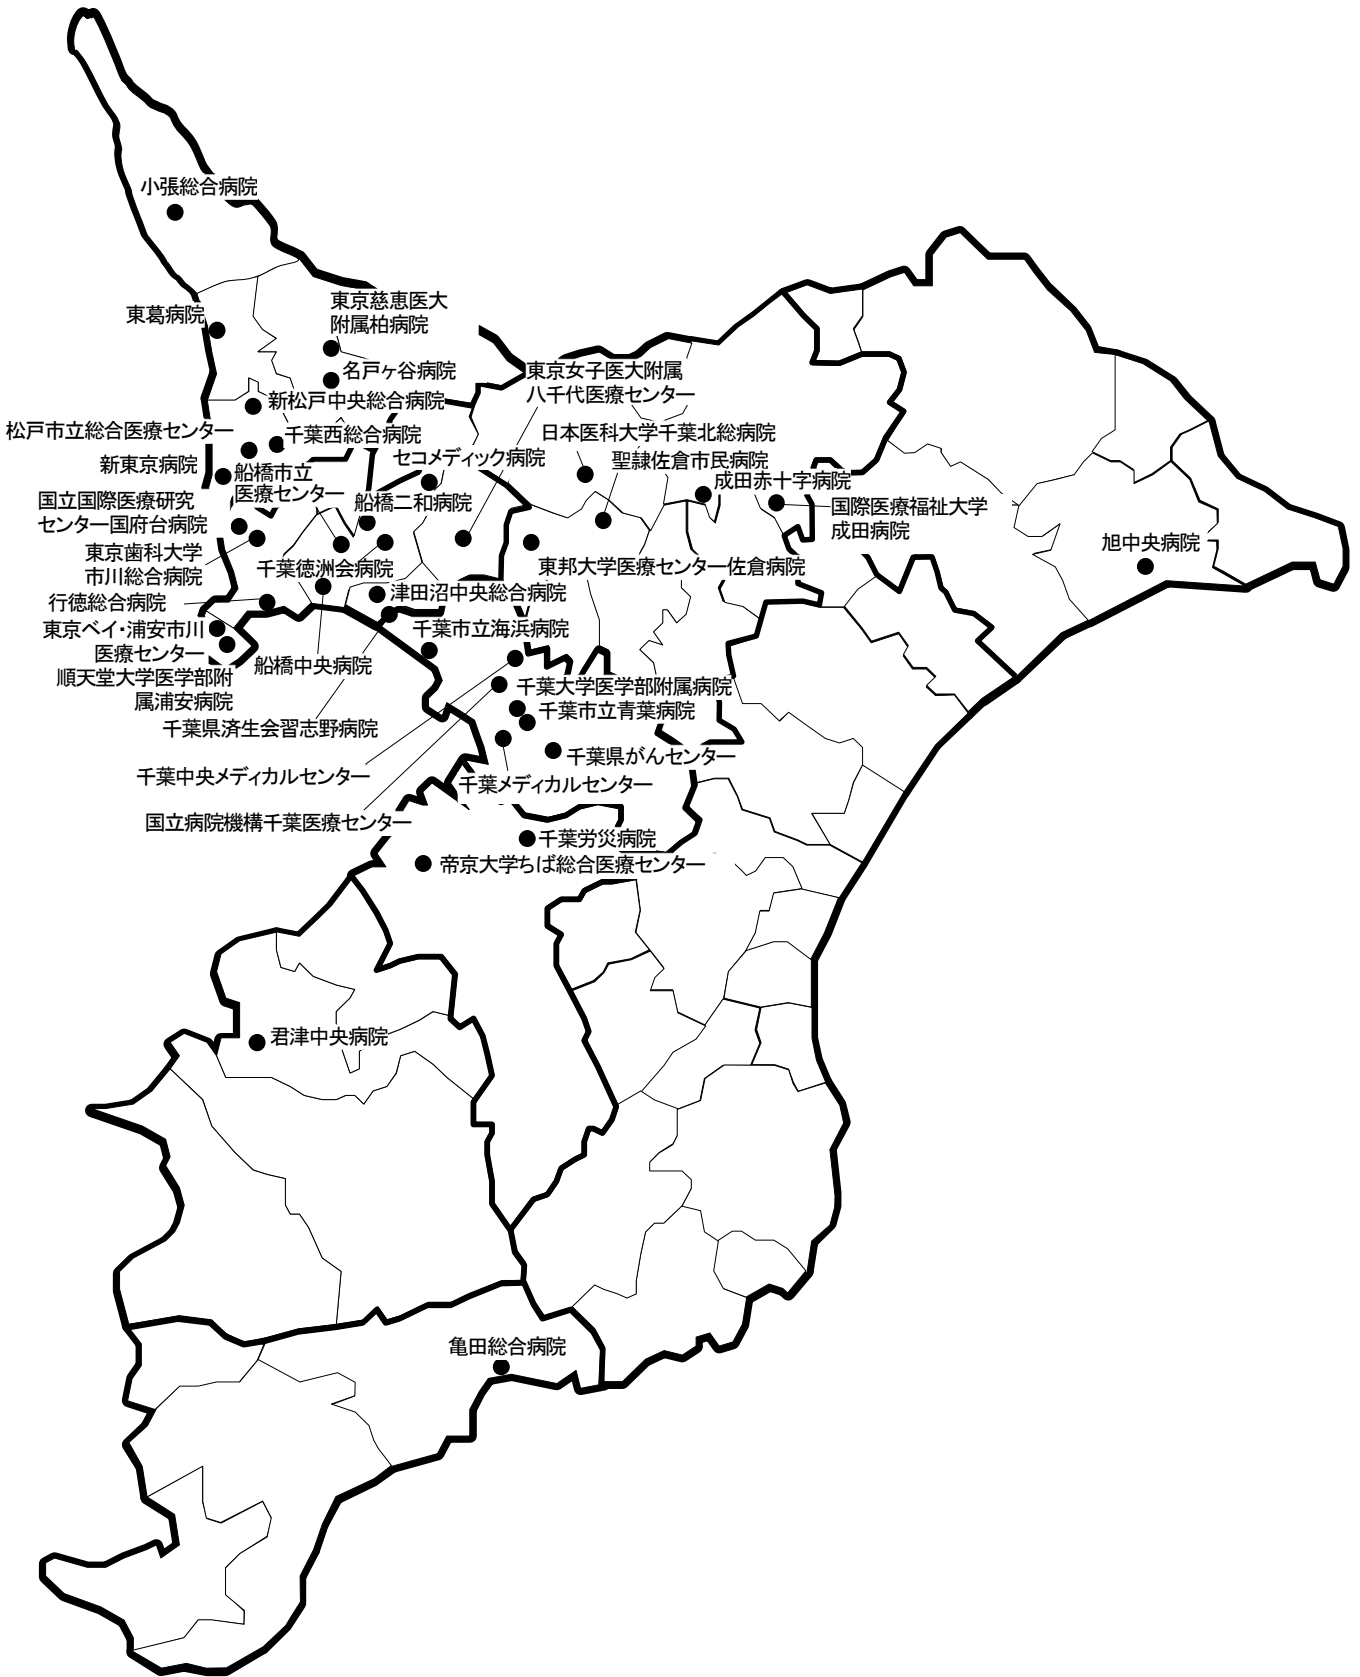 小張総合病院
東京慈恵医大
附属柏病院
東葛病院
名戸ヶ谷病院
東京女子医大附属
八千代医療センター
新松戸中央総合病院
松戸市立総合医療センター
千葉西総合病院
日本医科大学千葉北総病院
セコメディック病院
聖隷佐倉市民病院
新東京病院
船橋市立
医療センター
成田赤十字病院
国立国際医療研究
センター国府台病院
船橋二和病院
国際医療福祉大学
成田病院
東京歯科大学
市川総合病院
旭中央病院
千葉徳洲会病院
東邦大学医療センター佐倉病院
行徳総合病院
津田沼中央総合病院
東京ベイ・浦安市川
医療センター
千葉市立海浜病院
船橋中央病院
順天堂大学医学部附
属浦安病院
千葉大学医学部附属病院
千葉市立青葉病院
千葉県済生会習志野病院
千葉県がんセンター
千葉中央メディカルセンター
千葉メディカルセンター
国立病院機構千葉医療センター
千葉労災病院
帝京大学ちば総合医療センター
君津中央病院
亀田総合病院